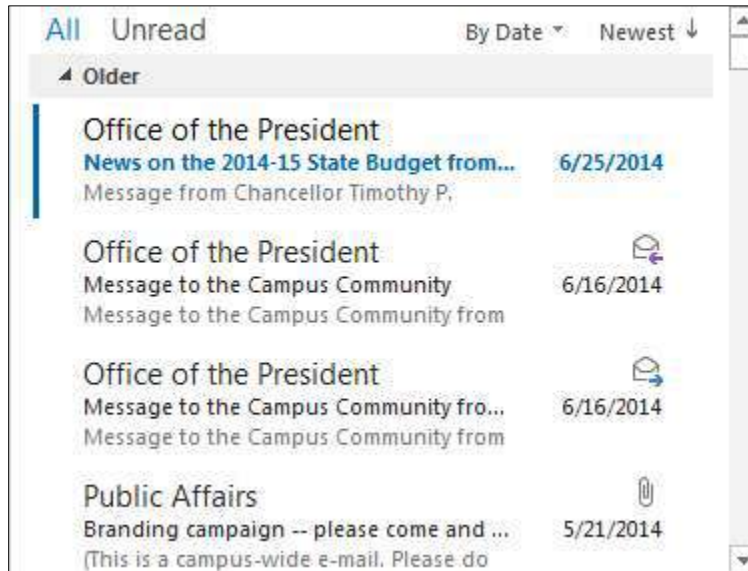 All Unread By Date Newest
Older
Office of the President
News on the 2014-15 State Budget from... 6/25/2014
Message from Chancellor Timothy P.
Office of the President
Message to the Campus Community 6/16/2014
Message to the Campus Community from
Office of the President
Message to the Campus Community fro... 6/16/2014
Message to the Campus Community from
Public Affairs
Branding campaign -- please come and ... 5/21/2014
(This is a campus-wide e-mail. Please do